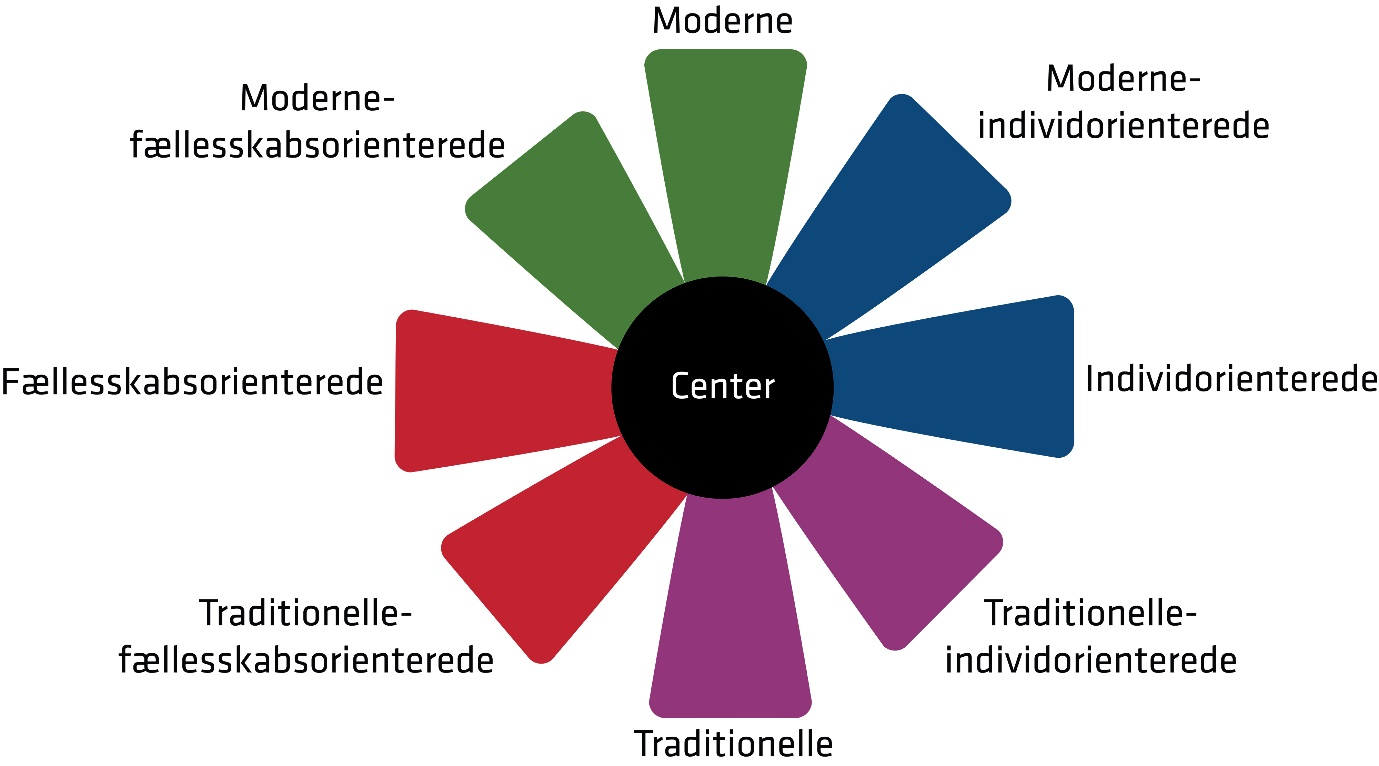 Moderne
Moderne-
individorienterede
Moderne-
fællesskabsorienterede
Fællesskabsorienterede
Center
Individorienterede
Traditionelle-
fællesskabsorienterede
Traditionelle-
individorienterede
Traditionelle